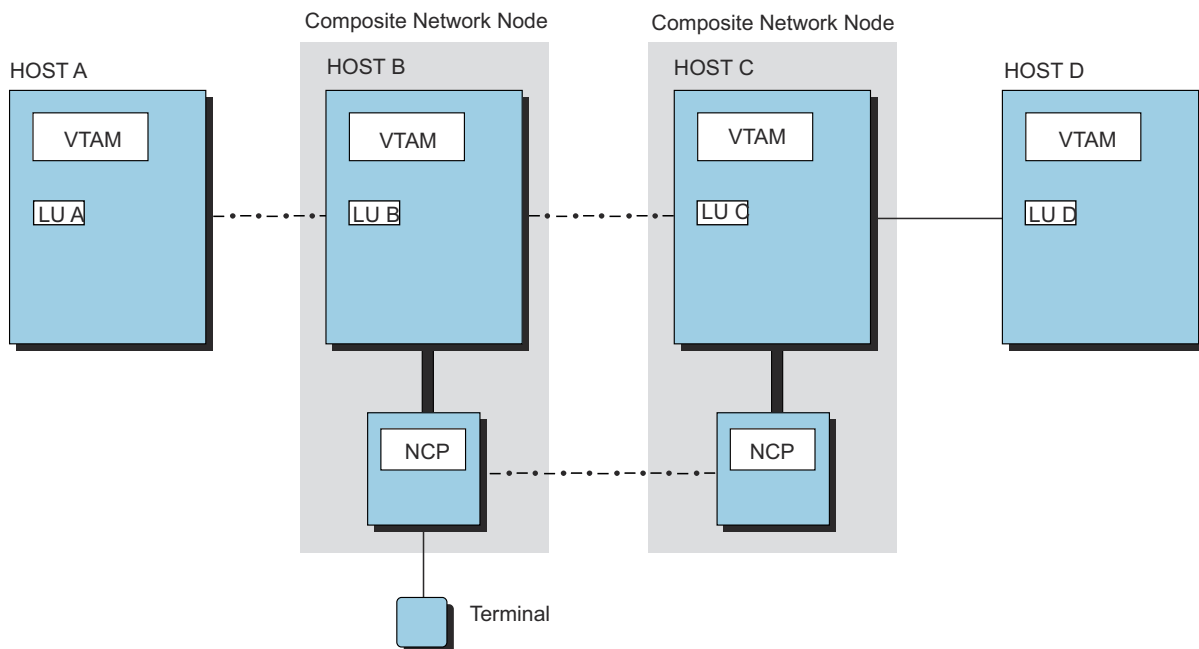 Composite Network Node
Composite Network Node
HOST A
HOST B
HOST C
HOST D
VTAM
VTAM
VTAM
VTAM
LU A
LU B
LU C
LU D
NCP
NCP
Terminal